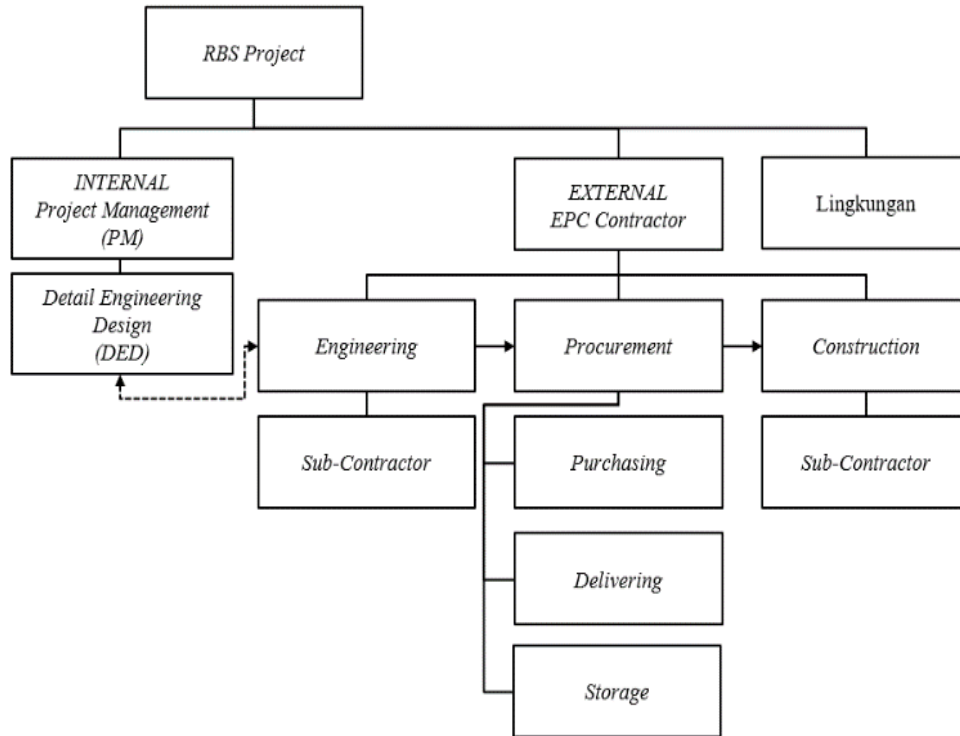 RBS Project
INTERNAL
Project Management
(PM)
EXTERNAL
EPC Contractor
Lingkungan
Detail Engineering
Design
(DED)
Engineering
Procurement
Construction
Sub-Contractor
Purchasing
Sub-Contractor
Delivering
Storage